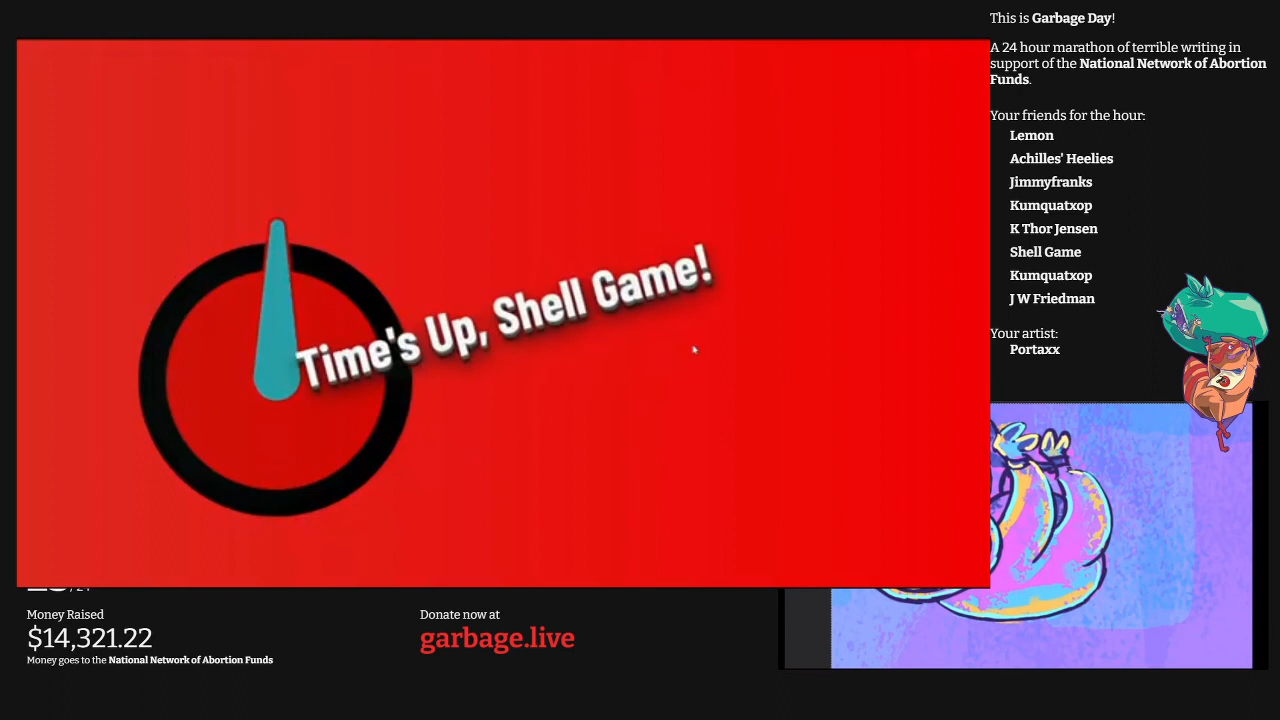 This is Garbage Day!
A 24 hour marathon of terrible writing in
support of the National Network of Abortion
Funds.
Your friends for the hour:
Lemon
Achilles' Heelies
Jimmyfranks
Kumquatxop
K Thor Jensen
Shell Game
Kumquatxop
J W Friedman
Your artist:
Portaxx
Time's Up, Shell Game!
Money Raised
$14,321.22
Money goes to the National Network of Abortion Funds
Donate now at
garbage.live